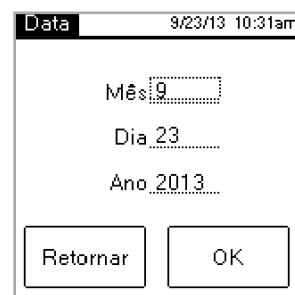 Data 9/23/13 10:31am
Mês 9
Dia 23
Ano 2013
Retornar OK